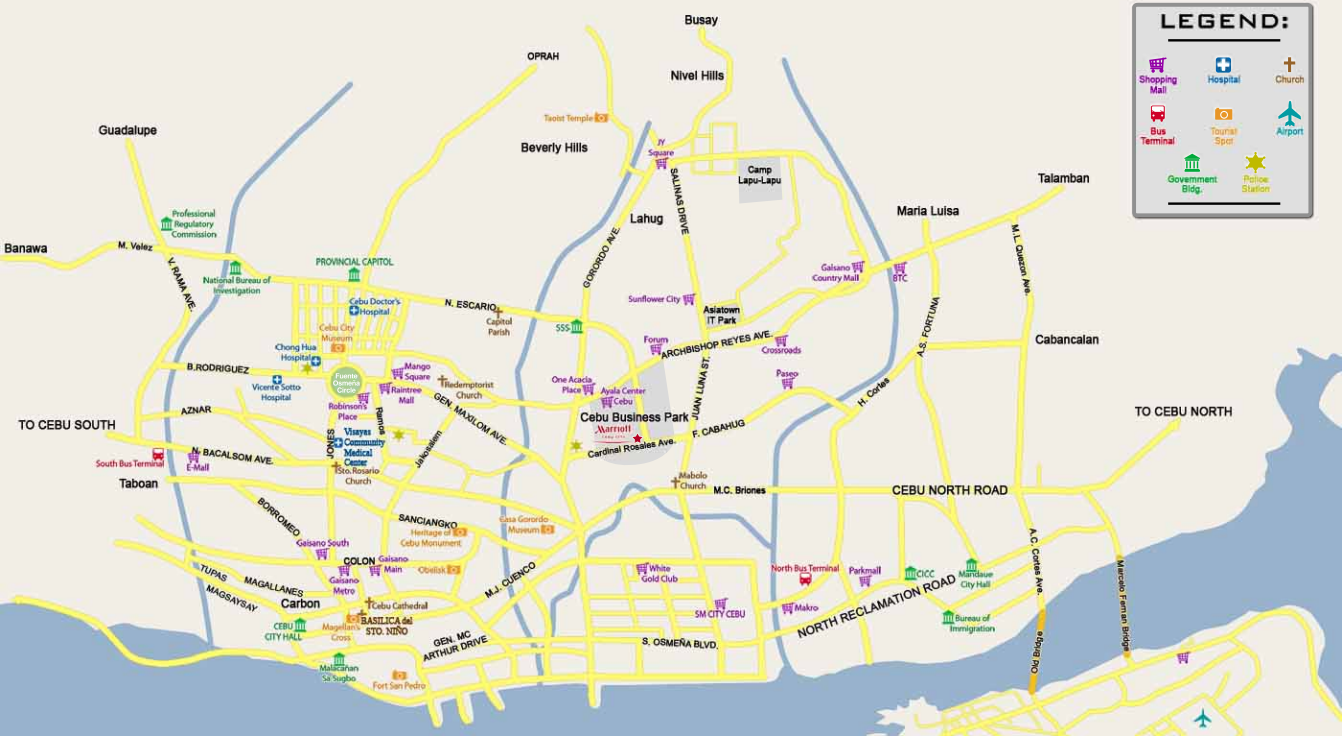 Busay
LEGEND:
Shopping
Mall
Hospital
Church
Bus
Terminal
Tourist
Spot
Airport
Government
Bldg.
Police
Station
OPRAH
Nivel Hills
Taoist Temple
Guadalupe
Beverly Hills
JY
Square
SALINAS DRIVE
Camp
Lapu-Lapu
Talamban
Professional
Regulatory
Commission
Lahug
Maria Luisa
Banawa
M. Velez
V. RAMA AVE.
National Bureau of
Investigation
PROVINCIAL CAPITOL
GORORDO AVE.
Gaisano
Country Mall
BTC
M.L. Quezon Ave.
Cebu Doctor's
Hospital
N. ESCARIO
Capitol
Parish
SSS
Sunflower City
Asiatown
IT Park
A.S. FORTUNA
Cebu City
Museum
Chong Hua
Hospital
Forum
ARCHBISHOP REYES AVE.
Crossroads
Cabancalan
B.RODRIGUEZ
Vicente Sotto
Hospital
Fuente
Osmeña
Circle
Mango
Square
Raintree
Mall
Redemptorist
Church
One Acacia
Place
Ayala Center
Cebu
Paseo
H. Cortes
JUAN LUNA ST.
Robinson's
Place
Ramos
GEN. MAXILOM AVE.
Cebu Business Park
Marriott
F. CABAHUG
Cardinal Rosales Ave.
TO CEBU NORTH
TO CEBU SOUTH
AZNAR
JONES
Visayas
Community
Medical
Center
Jakosalem
South Bus Terminal
N. BACALSOM AVE.
E-Mall
Sto. Rosario
Church
Taboan
Mabolo
Church
M.C. Briones
CEBU NORTH ROAD
BORROMEO
SANCIANGKO
Heritage of
Cebu Monument
Casa Gorordo
Museum
Gaisano South
COLON
Gaisano
Main
Obelisk
Gaisano
Metro
TUPAS
MAGALLANES
MAGSAYSAY
M.J. CUENCO
White
Gold Club
North Bus Terminal
Parkmall
CICC
Mandaue
City Hall
A.C. Cortes Ave.
Marcelo Fernan Bridge
Carbon
Cebu Cathedral
BASILICA del
STO. NIÑO
SM CITY CEBU
Makro
NORTH RECLAMATION ROAD
Bureau of
Immigration
CEBU
CITY HALL
Magellan's
Cross
GEN. MC
ARTHUR DRIVE
S. OSMEÑA BLVD.
Old Bridge
Malacañan
Sa Sugbo
Fort San Pedro